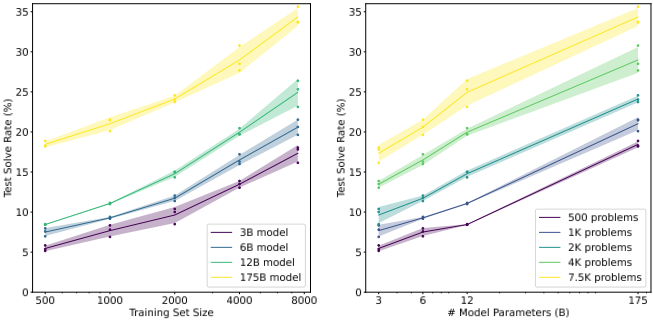 35
30
25
20
15
10
5
0
Test Solve Rate (%)
500
1000
2000
4000
8000
Training Set Size
3B model
6B model
12B model
175B model
35
30
25
20
15
10
5
0
Test Solve Rate (%)
3
6
12
175
# Model Parameters (B)
500 problems
1K problems
2K problems
4K problems
7.5K problems